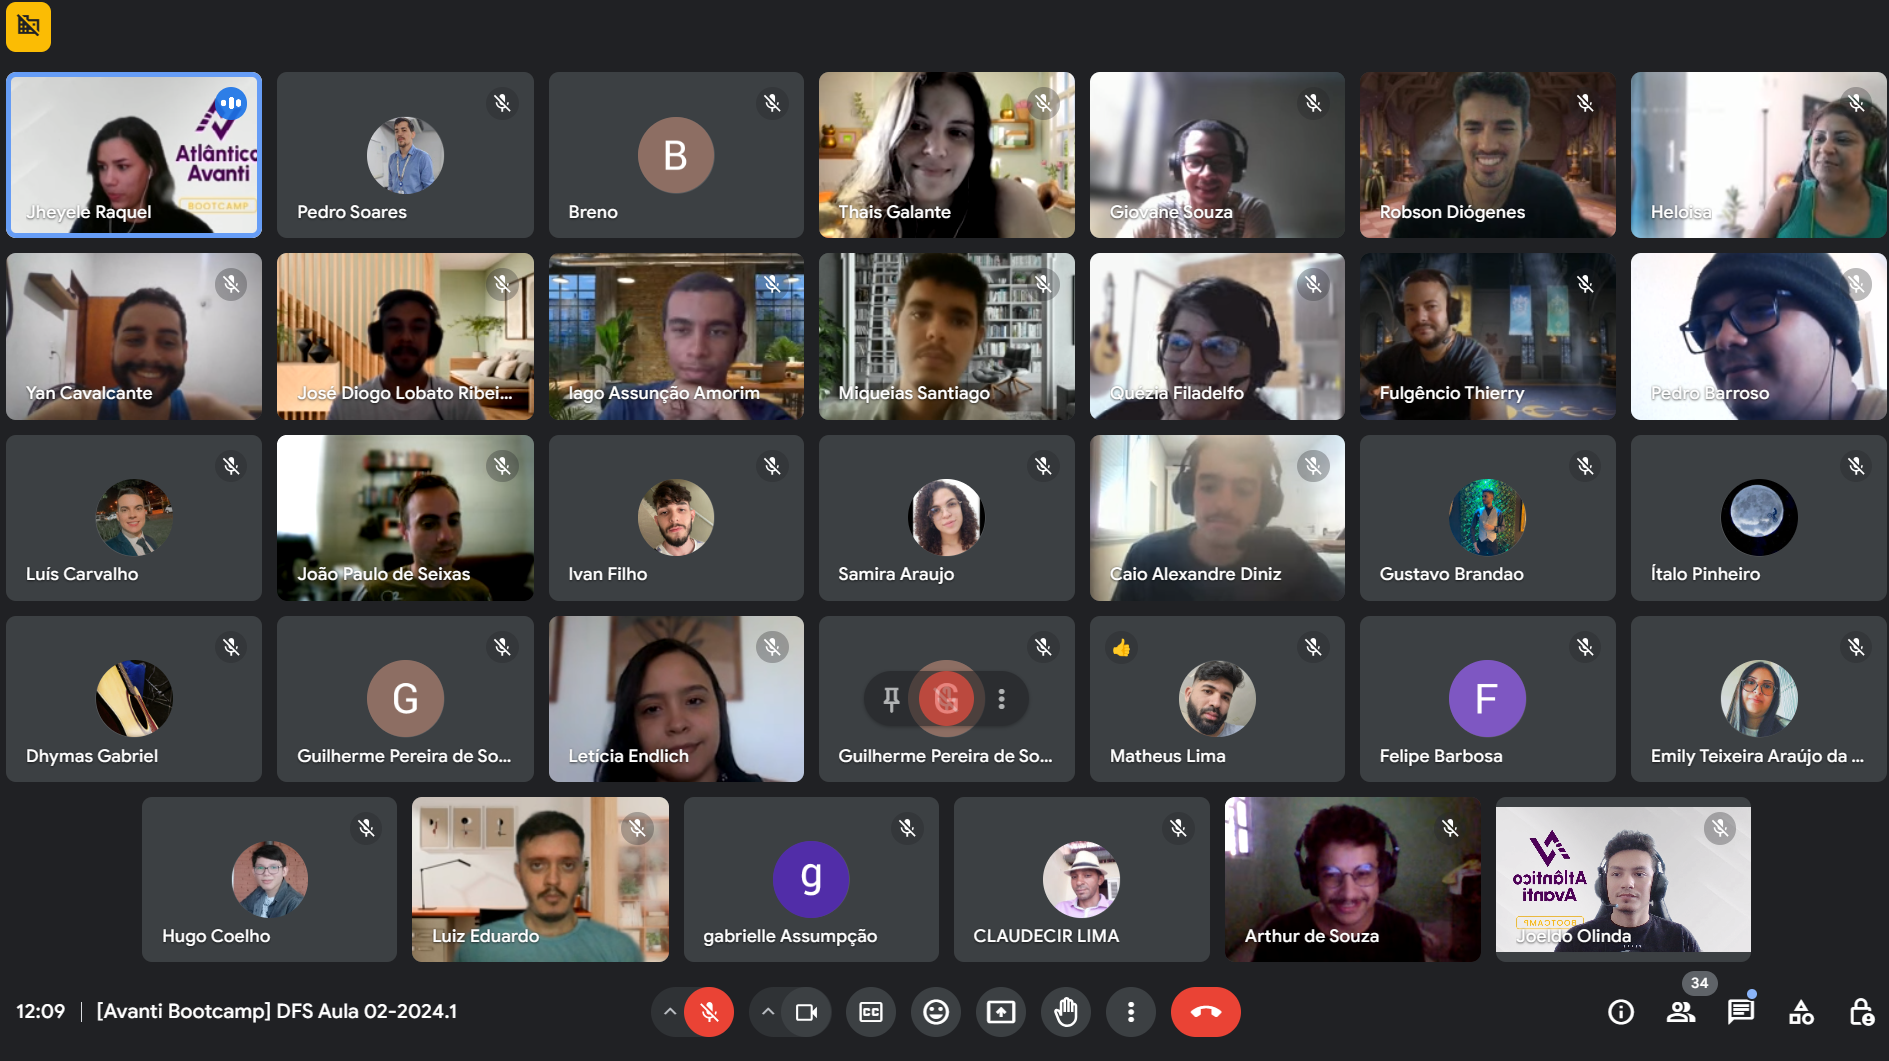 Atlântico
Avanti
BOOTCAMP
Jheyele Raquel
Pedro Soares
B
Breno
Thais Galante
Giovane Souza
Robson Diógenes
Heloisa
Yan Cavalcante
José Diogo Lobato Ribei...
Iago Assunção Amorim
Miqueias Santiago
Quézia Filadelfo
Fulgêncio Thierry
Pedro Barroso
Luís Carvalho
João Paulo de Seixas
Ivan Filho
Samira Araujo
Caio Alexandre Diniz
Gustavo Brandao
Ítalo Pinheiro
Dhymas Gabriel
G
Guilherme Pereira de So...
Letícia Endlich
G
Guilherme Pereira de So...
Matheus Lima
F
Felipe Barbosa
Emily Teixeira Araújo da ...
Hugo Coelho
Luiz Eduardo
g
gabrielle Assumpção
CLAUDECIR LIMA
Arthur de Souza
Atlântico
Avanti
BOOTCAMP
Joeldo Olinda
12:09 | [Avanti Bootcamp] DFS Aula 02-2024.1
CC
34